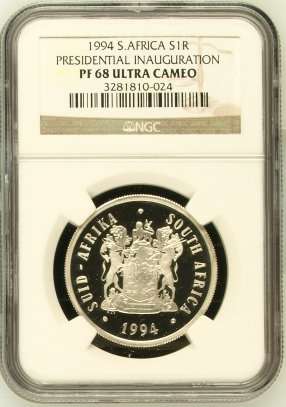 1994 S.AFRICA S1R
PRESIDENTIAL INAUGURATION
PF 68 ULTRA CAMEO
3281810-024
NGC
SUID-AFRIKA SOUTH AFRICA
1994